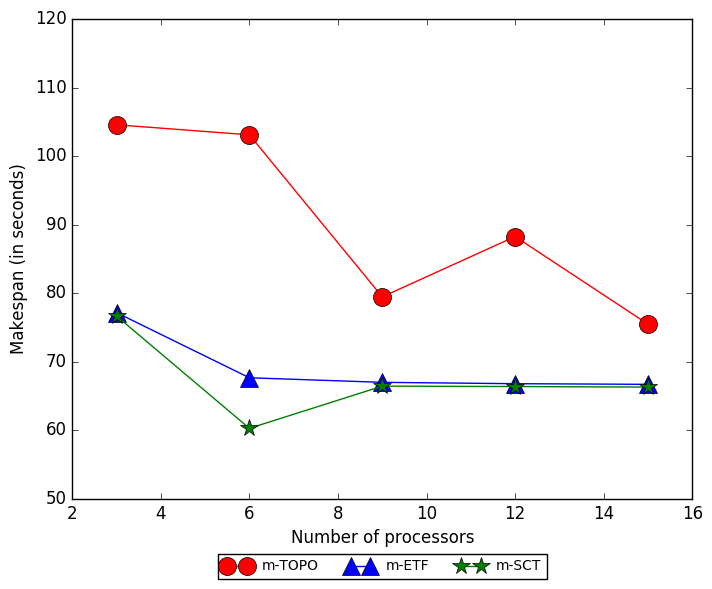 120
110
100
90
80
70
60
50
Makespan (in seconds)
2 4 6 8 10 12 14 16
Number of processors
m-TOPO m-ETF m-SCT